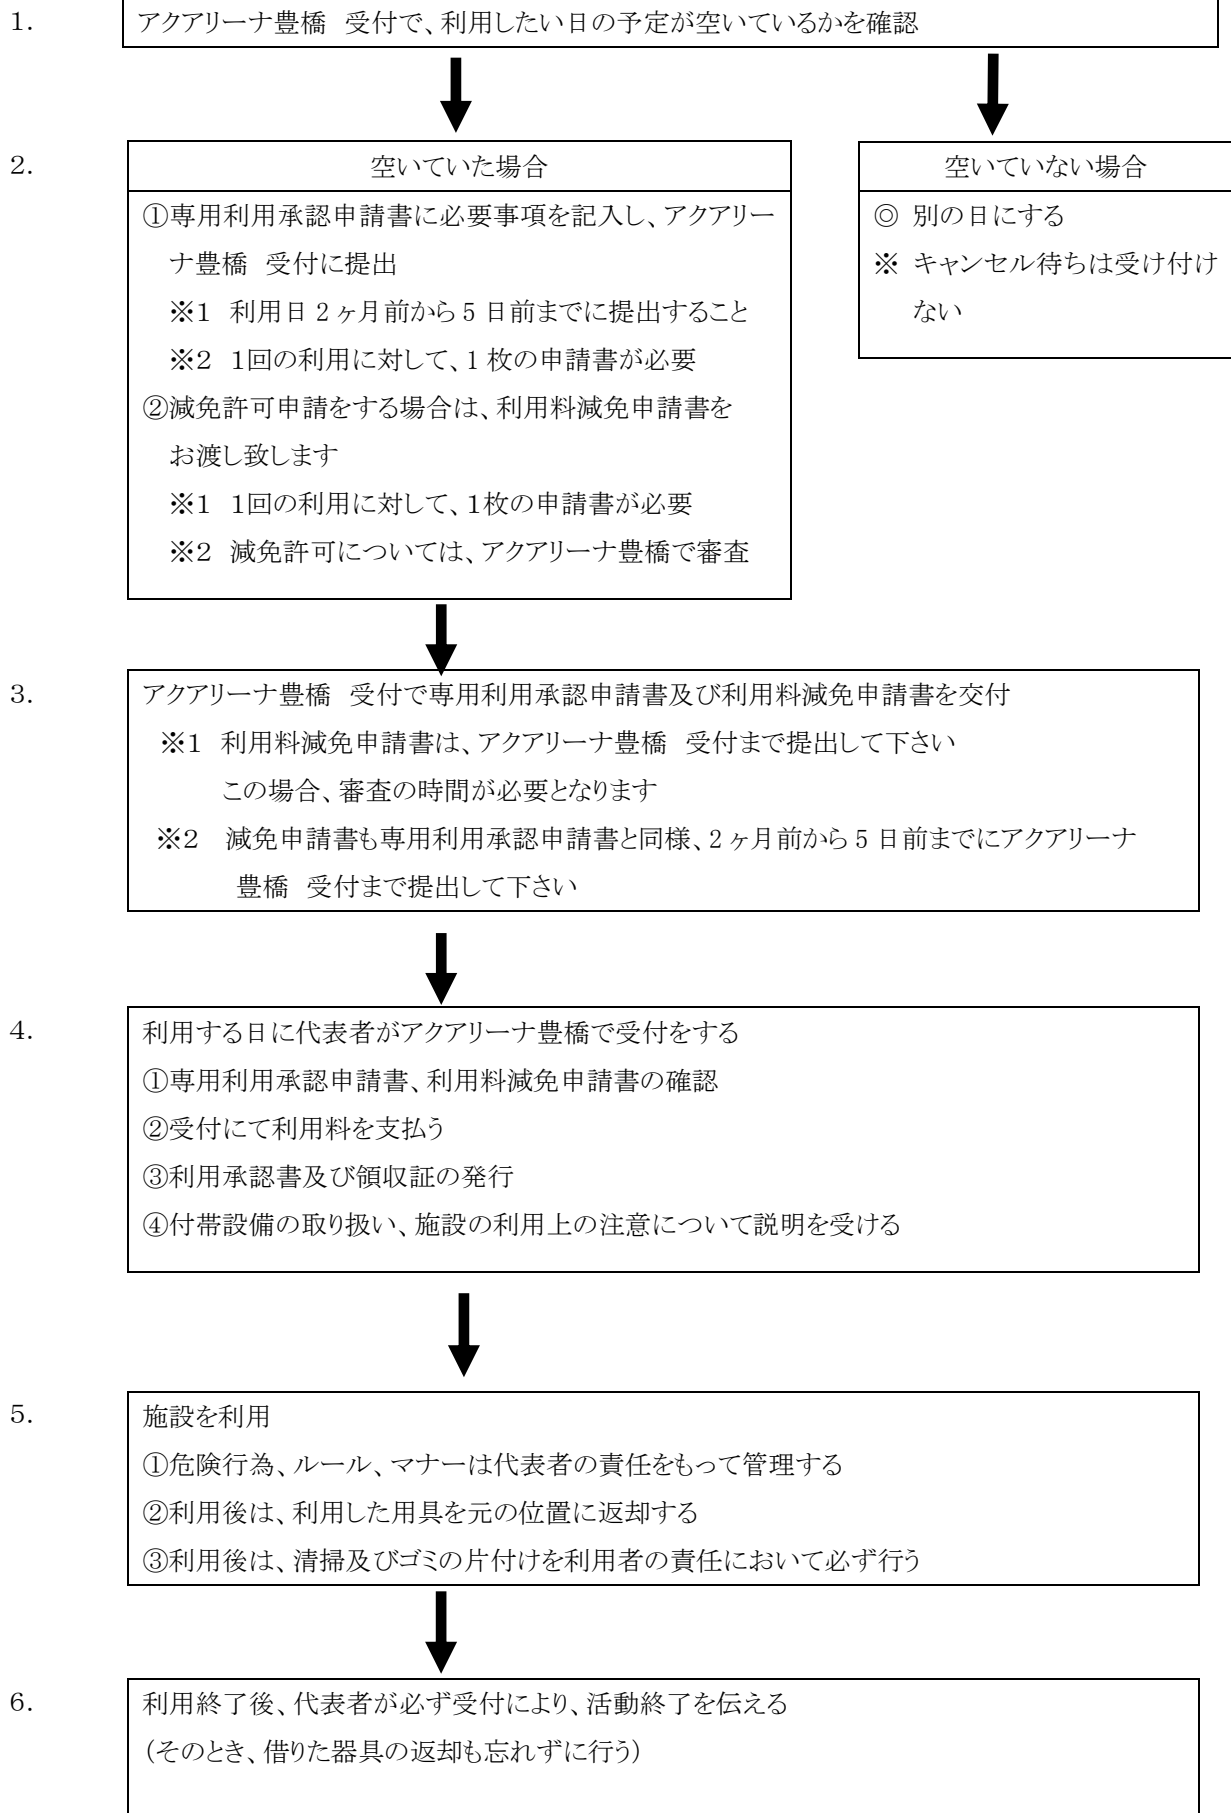 1. アクアリーナ豊橋 受付で、利用したい日の予定が空いているかを確認
2. 空いていた場合
①専用利用承認申請書に必要事項を記入し、アクアリー
ナ豊橋 受付に提出
※1 利用日2ヶ月前から5日前までに提出すること
※2 1回の利用に対して、1枚の申請書が必要
②減免許可申請をする場合は、利用料減免申請書を
お渡し致します
※1 1回の利用に対して、1枚の申請書が必要
※2 減免許可については、アクアリーナ豊橋で審査
空いていない場合
◎ 別の日にする
※ キャンセル待ちは受け付け
ない
3. アクアリーナ豊橋 受付で専用利用承認申請書及び利用料減免申請書を交付
※1 利用料減免申請書は、アクアリーナ豊橋 受付まで提出して下さい
この場合、審査の時間が必要となります
※2 減免申請書も専用利用承認申請書と同様、2ヶ月前から5日前までにアクアリーナ
豊橋 受付まで提出して下さい
4. 利用する日に代表者がアクアリーナ豊橋で受付をする
①専用利用承認申請書、利用料減免申請書の確認
②受付にて利用料を支払う
③利用承認書及び領収証の発行
④付帯設備の取り扱い、施設の利用上の注意について説明を受ける
5. 施設を利用
①危険行為、ルール、マナーは代表者の責任をもって管理する
②利用後は、利用した用具を元の位置に返却する
③利用後は、清掃及びゴミの片付けを利用者の責任において必ず行う
6. 利用終了後、代表者が必ず受付により、活動終了を伝える
(そのとき、借りた器具の返却も忘れずに行う)